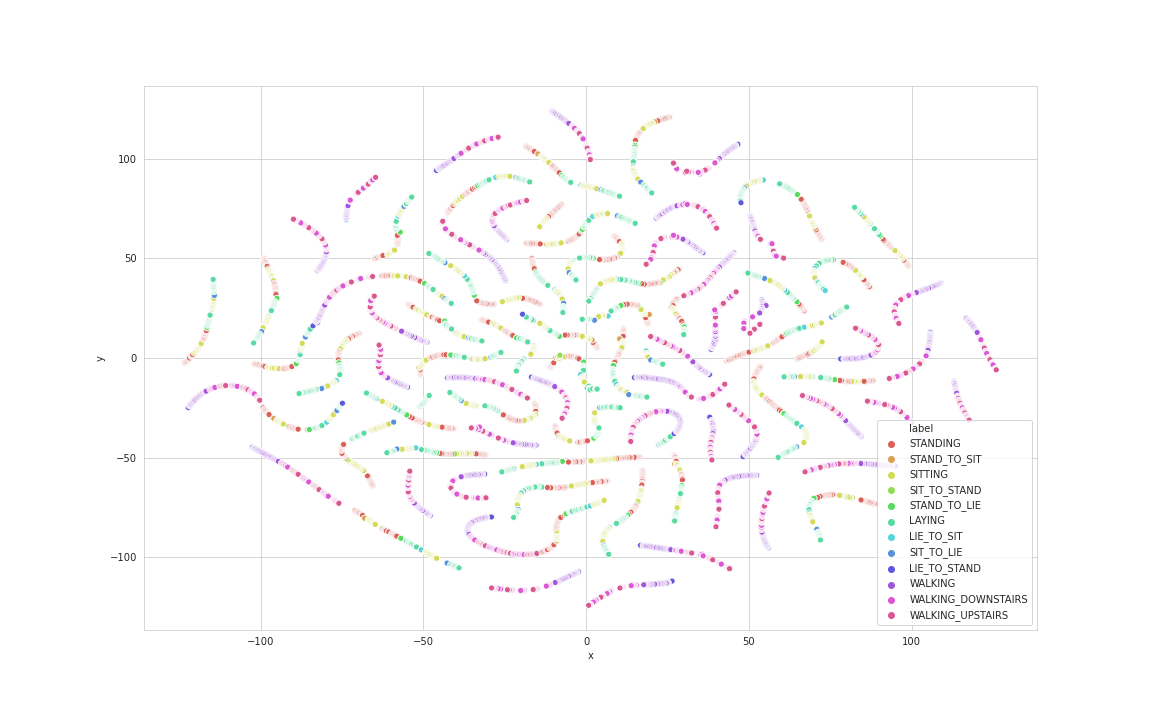 100
50
0
−50
−100
y
−100
−50
0
50
100
x
label
STANDING
STAND_TO_SIT
SITTING
SIT_TO_STAND
STAND_TO_LIE
LAYING
LIE_TO_SIT
SIT_TO_LIE
LIE_TO_STAND
WALKING
WALKING_DOWNSTAIRS
WALKING_UPSTAIRS